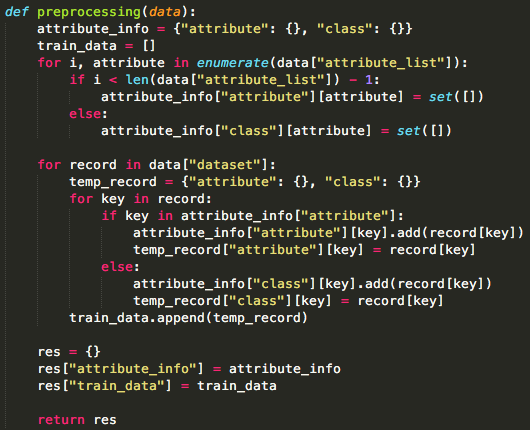 def preprocessing(data):
    attribute_info = {"attribute": {}, "class": {}}
    train_data = []
    for i, attribute in enumerate(data["attribute_list"]):
        if i < len(data["attribute_list"]) - 1:
            attribute_info["attribute"][attribute] = set([])
        else:
            attribute_info["class"][attribute] = set([])

    for record in data["dataset"]:
        temp_record = {"attribute": {}, "class": {}}
        for key in record:
            if key in attribute_info["attribute"]:
                attribute_info["attribute"][key].add(record[key])
                temp_record["attribute"][key] = record[key]
            else:
                attribute_info["class"][key].add(record[key])
                temp_record["class"][key] = record[key]
        train_data.append(temp_record)

    res = {}
    res["attribute_info"] = attribute_info
    res["train_data"] = train_data

    return res